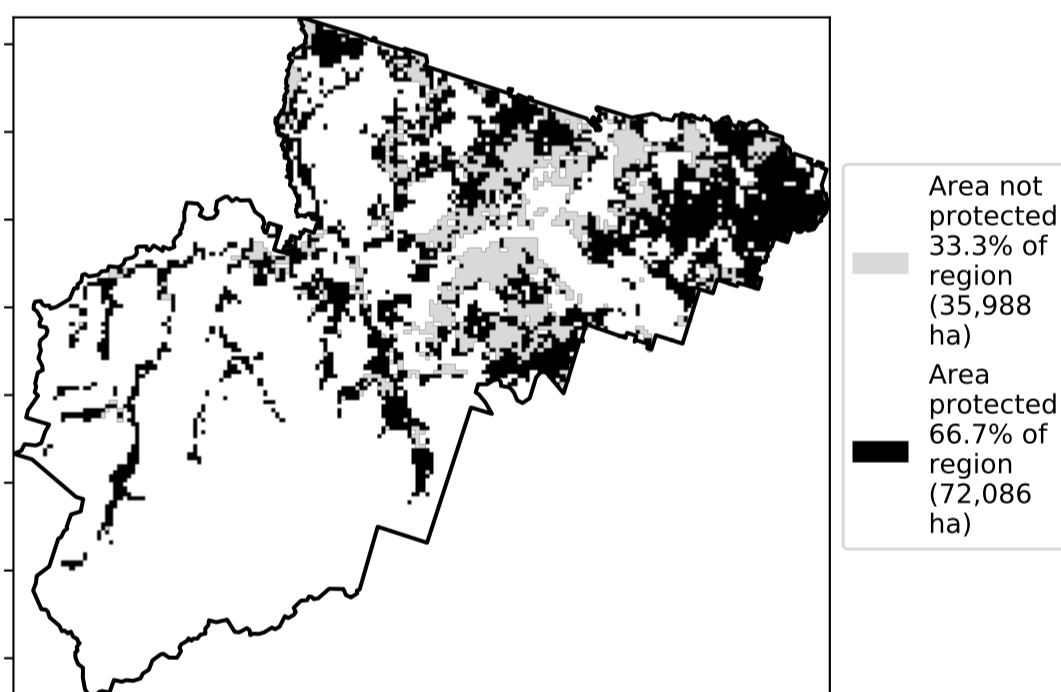 Area not
protected
33.3% of
region
(35,988
ha)
Area
protected
66.7% of
region
(72,086
ha)